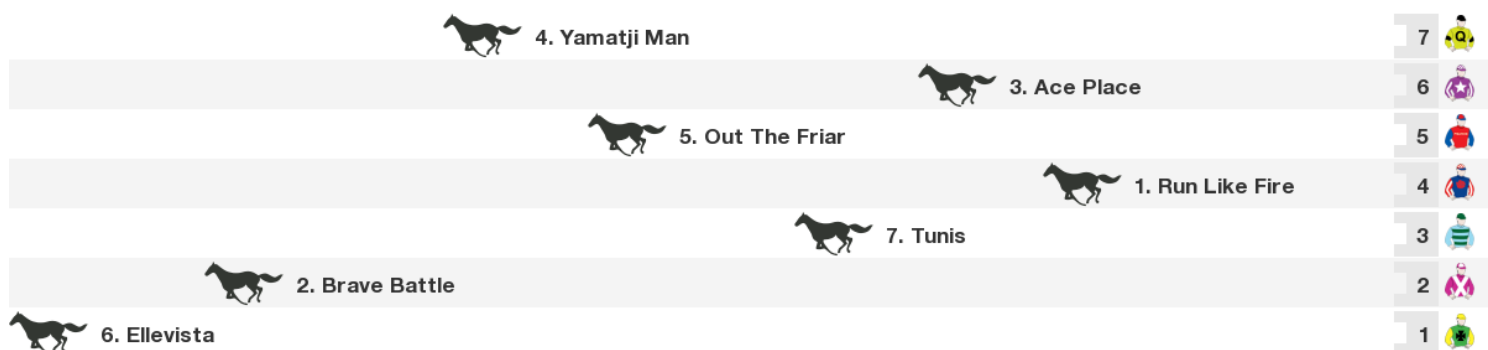 4. Yamatji Man 7 Q
3. Ace Place 6
5. Out The Friar 5
1. Run Like Fire 4
7. Tunis 3
2. Brave Battle 2
6. Ellevista 1